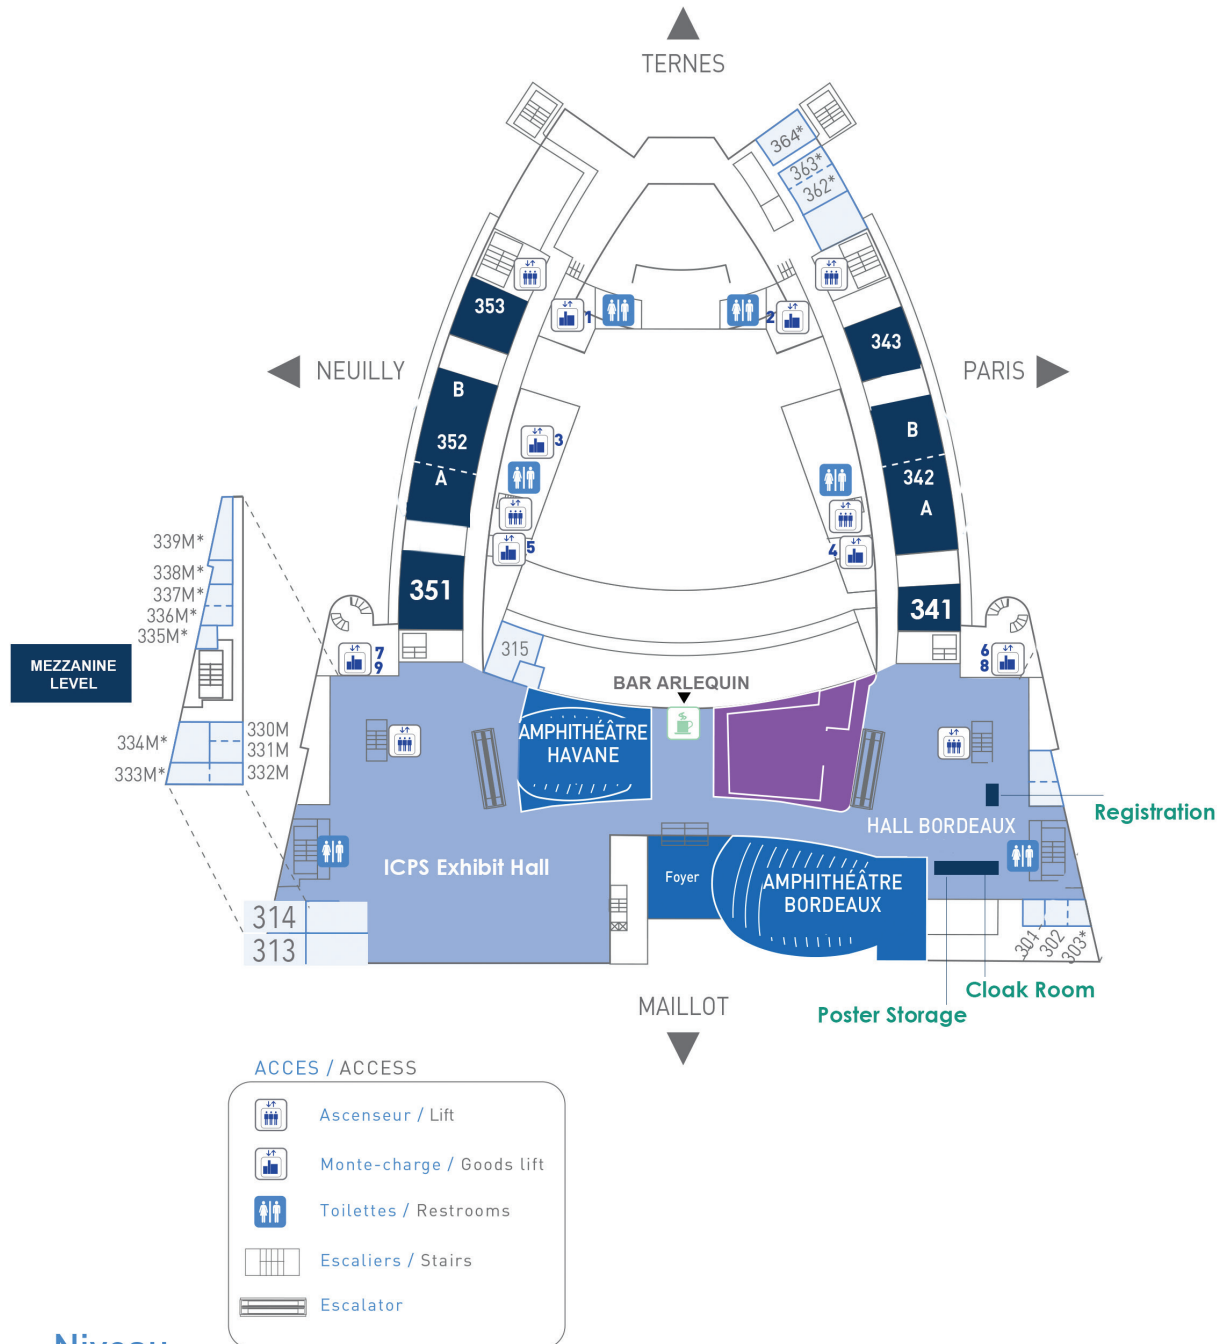 TERNES
364*
363*
362*
353
1
2
343
NEUILLY
PARIS
B
352
A
3
B
342
A
5
4
339M*
338M*
337M*
336M*
335M*
351
341
MEZZANINE
LEVEL
7
9
315
6
8
BAR ARLEQUIN
AMPHITHÉÂTRE
HAVANE
330M
334M*
331M
333M*
332M
Registration
HALL BORDEAUX
ICPS Exhibit Hall
Foyer
AMPHITHÉÂTRE
BORDEAUX
314
313
301
302
303*
Cloak Room
Poster Storage
MAILLOT
ACCES / ACCESS
Ascenseur / Lift
Monte-charge / Goods lift
Toilettes / Restrooms
Escaliers / Stairs
Escalator
Niveau